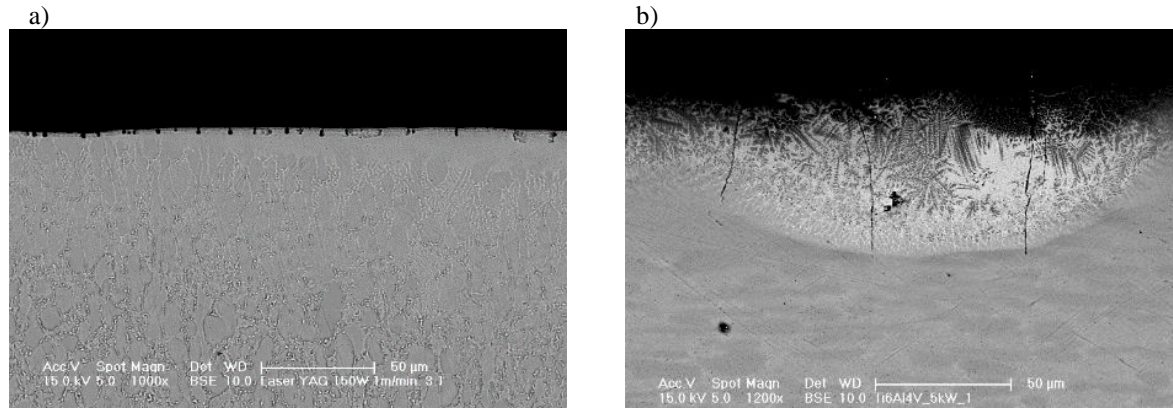 a)
b)
Acc.V Spot Magn Det WD 50 µm
15.0 kV 5.0 1000x BSE 10.0 Laser YAG 150W 1m/min. 3.1
Acc.V Spot Magn Det WD 50 µm
15.0 kV 5.0 1200x BSE 10.0 Ti6Al4V_5kW_1